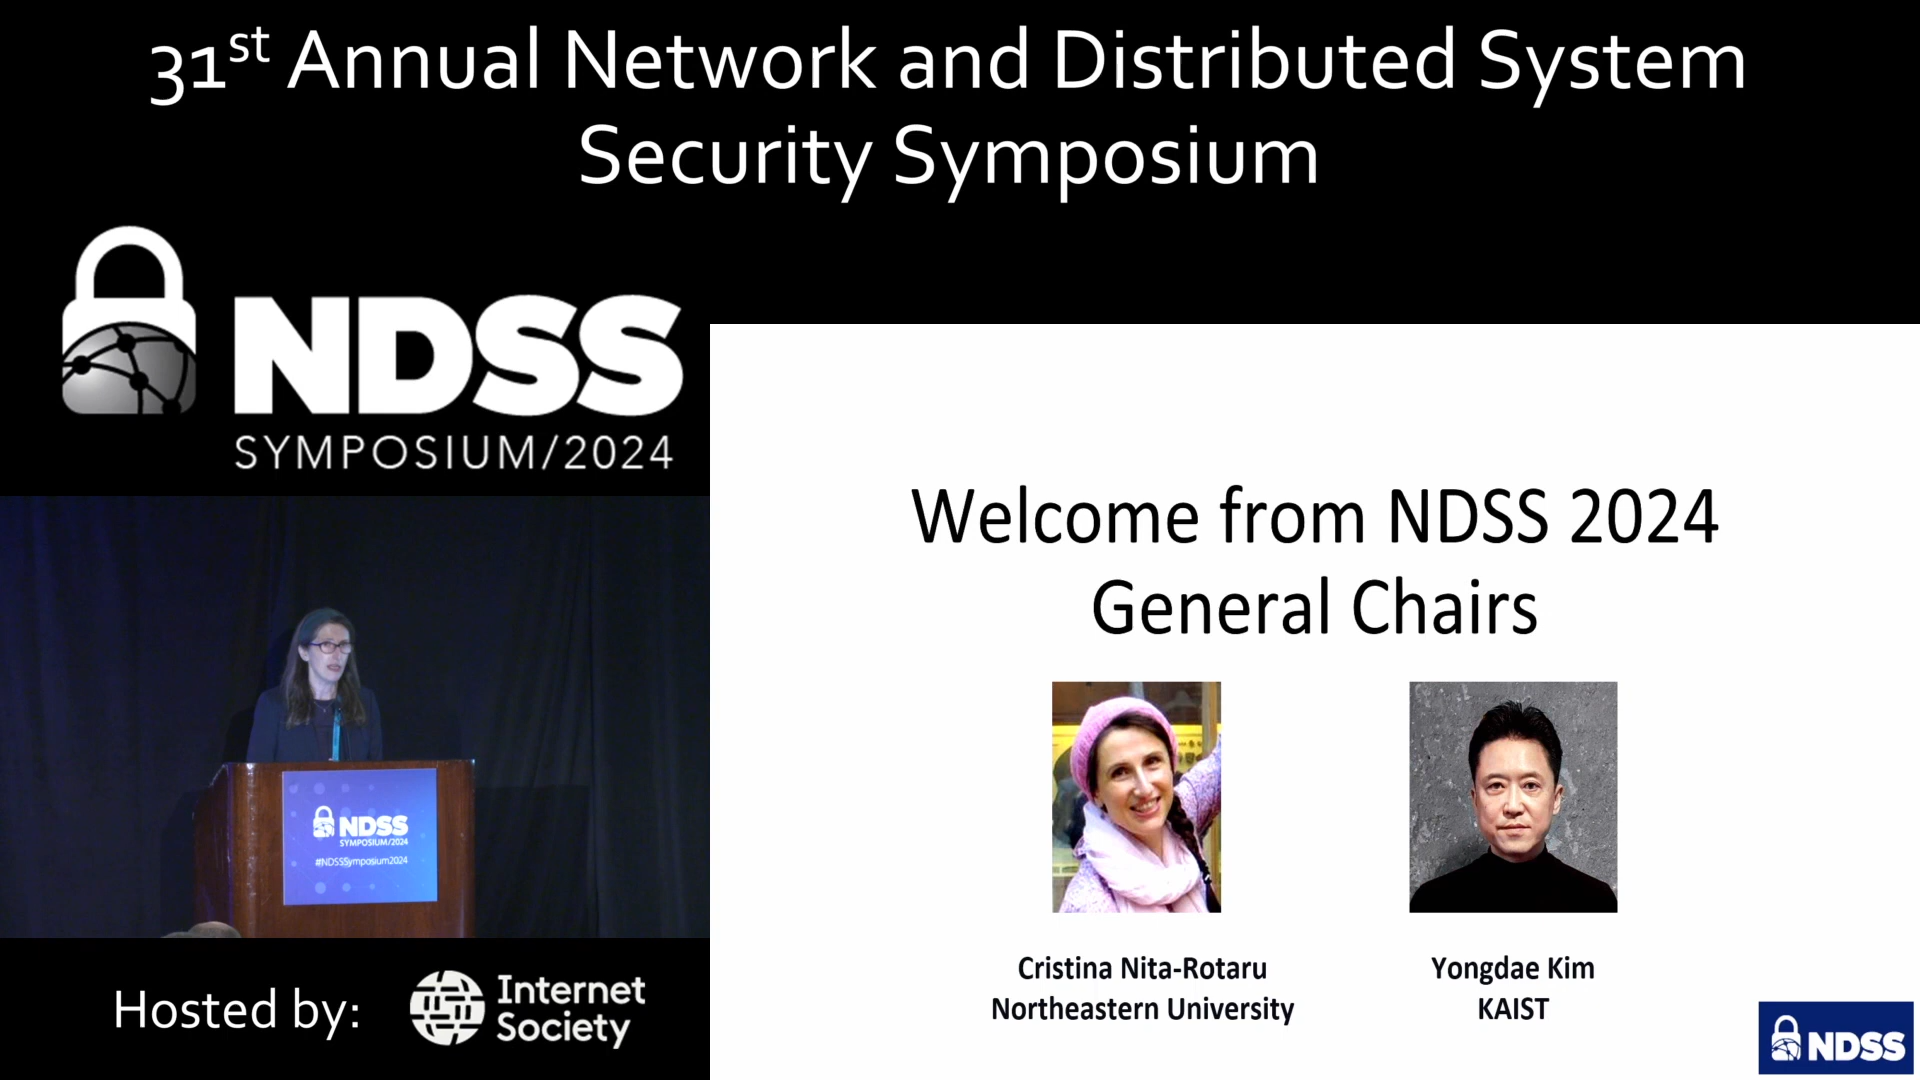 31st Annual Network and Distributed System
Security Symposium
NDSS
SYMPOSIUM/2024
Welcome from NDSS 2024
General Chairs
NDSS
SYMPOSIUM/2024
#NDSSSymposium2024
Cristina Nita-Rotaru
Northeastern University
Yongdae Kim
KAIST
Hosted by:
Internet
Society
NDSS